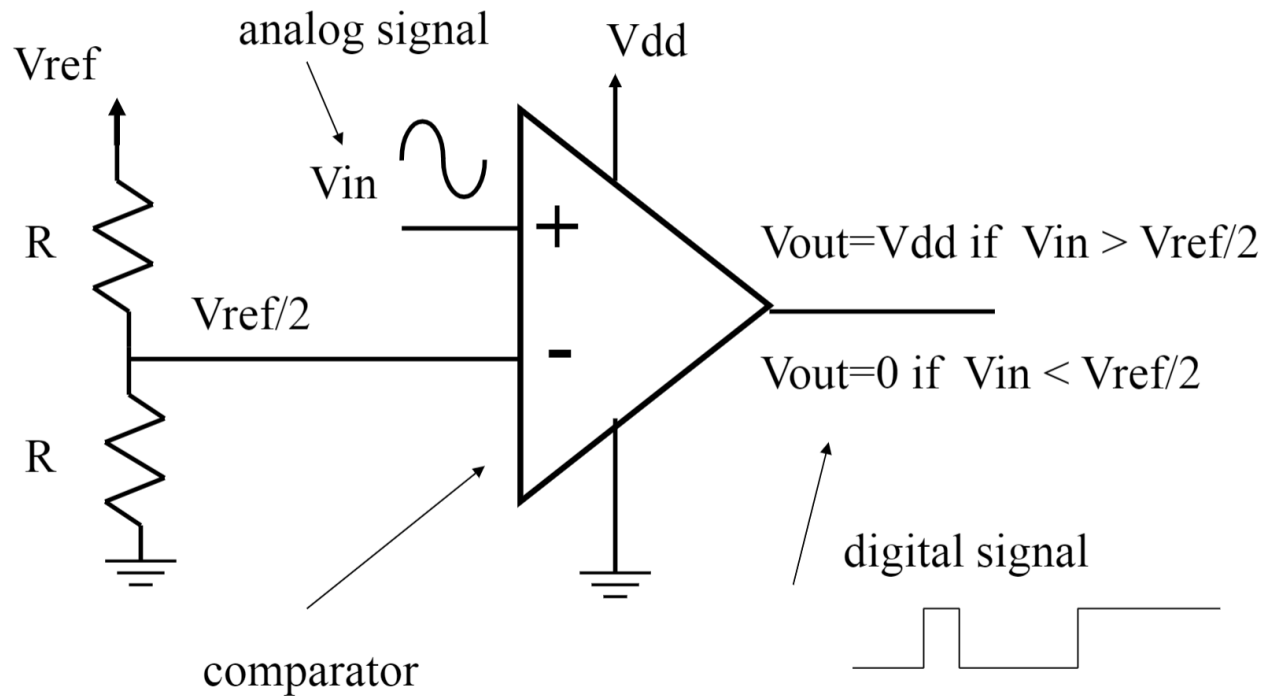 analog signal
Vdd
Vref
Vin
+
R
Vout=Vdd if Vin > Vref/2
Vref/2
-
Vout=0 if Vin < Vref/2
R
digital signal
comparator